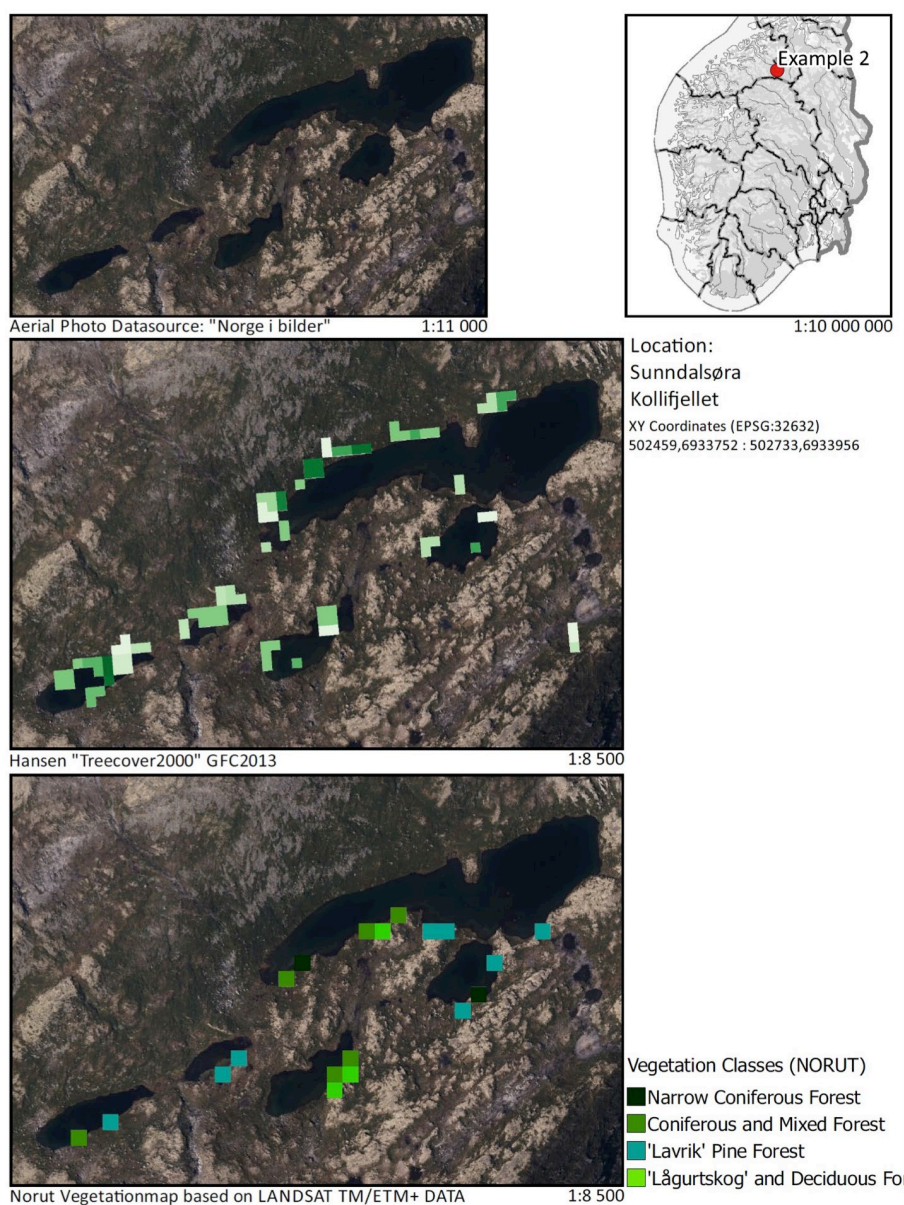 Example 2
Aerial Photo Datasource: "Norge i bilder"
1:11 000
1:10 000 000
Location:
Sunndalsøra
Kollifjellet
XY Coordinates (EPSG:32632)
502459,6933752 : 502733,6933956
Hansen "Treecover2000" GFC2013
1:8 500
Vegetation Classes (NORUT)
Narrow Coniferous Forest
Coniferous and Mixed Forest
'Lavrik' Pine Forest
'Lågurtskog' and Deciduous For
Norut Vegetationmap based on LANDSAT TM/ETM+ DATA
1:8 500